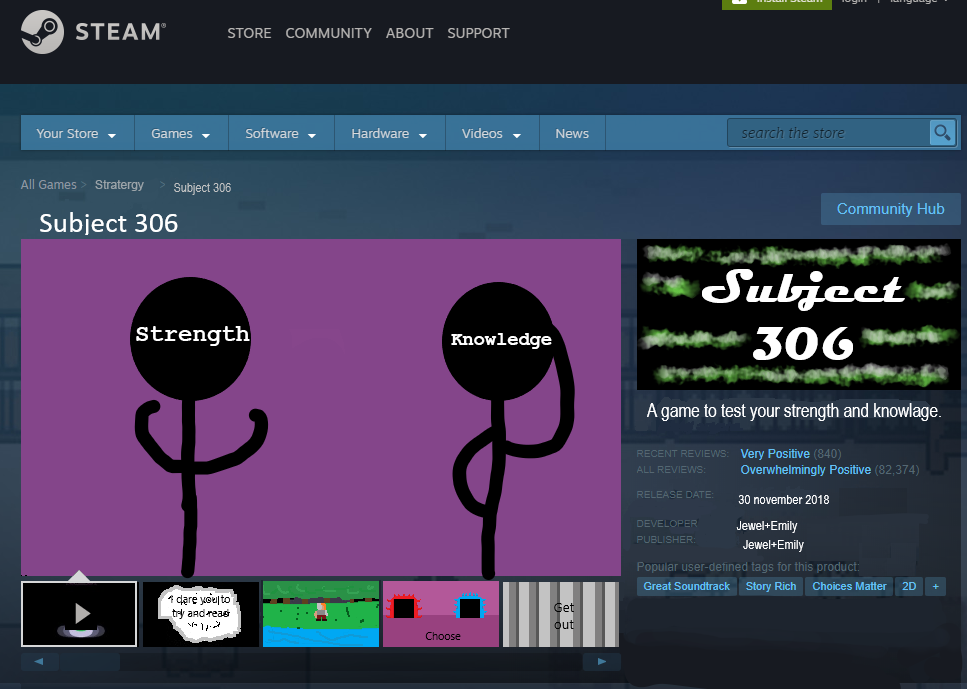 Install Steam
login | language
STEAM®
STORE COMMUNITY ABOUT SUPPORT
Your Store Games Software Hardware Videos News
search the store
All Games > Stratergy > Subject 306
Subject 306
Community Hub
Strength
Knowledge
Subject
306
A game to test your strength and knowlage.
RECENT REVIEWS: Very Positive (840)
ALL REVIEWS: Overwhelmingly Positive (82,374)
RELEASE DATE: 30 november 2018
DEVELOPER Jewel+Emily
PUBLISHER: Jewel+Emily
Popular user-defined tags for this product:
Great Soundtrack Story Rich Choices Matter 2D +
I dare you to
try and read
Choose
Get
out